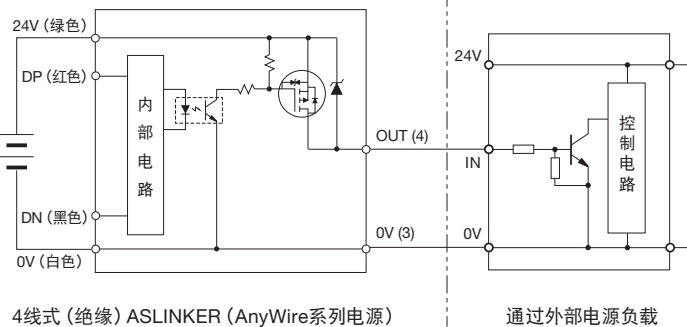 24V (绿色)
DP (红色)
DN (黑色)
0V (白色)
内部电路
OUT (4)
0V (3)
24V
IN
0V
控制电路
4线式 (绝缘) ASLINKER (AnyWire系列电源)
通过外部电源负载